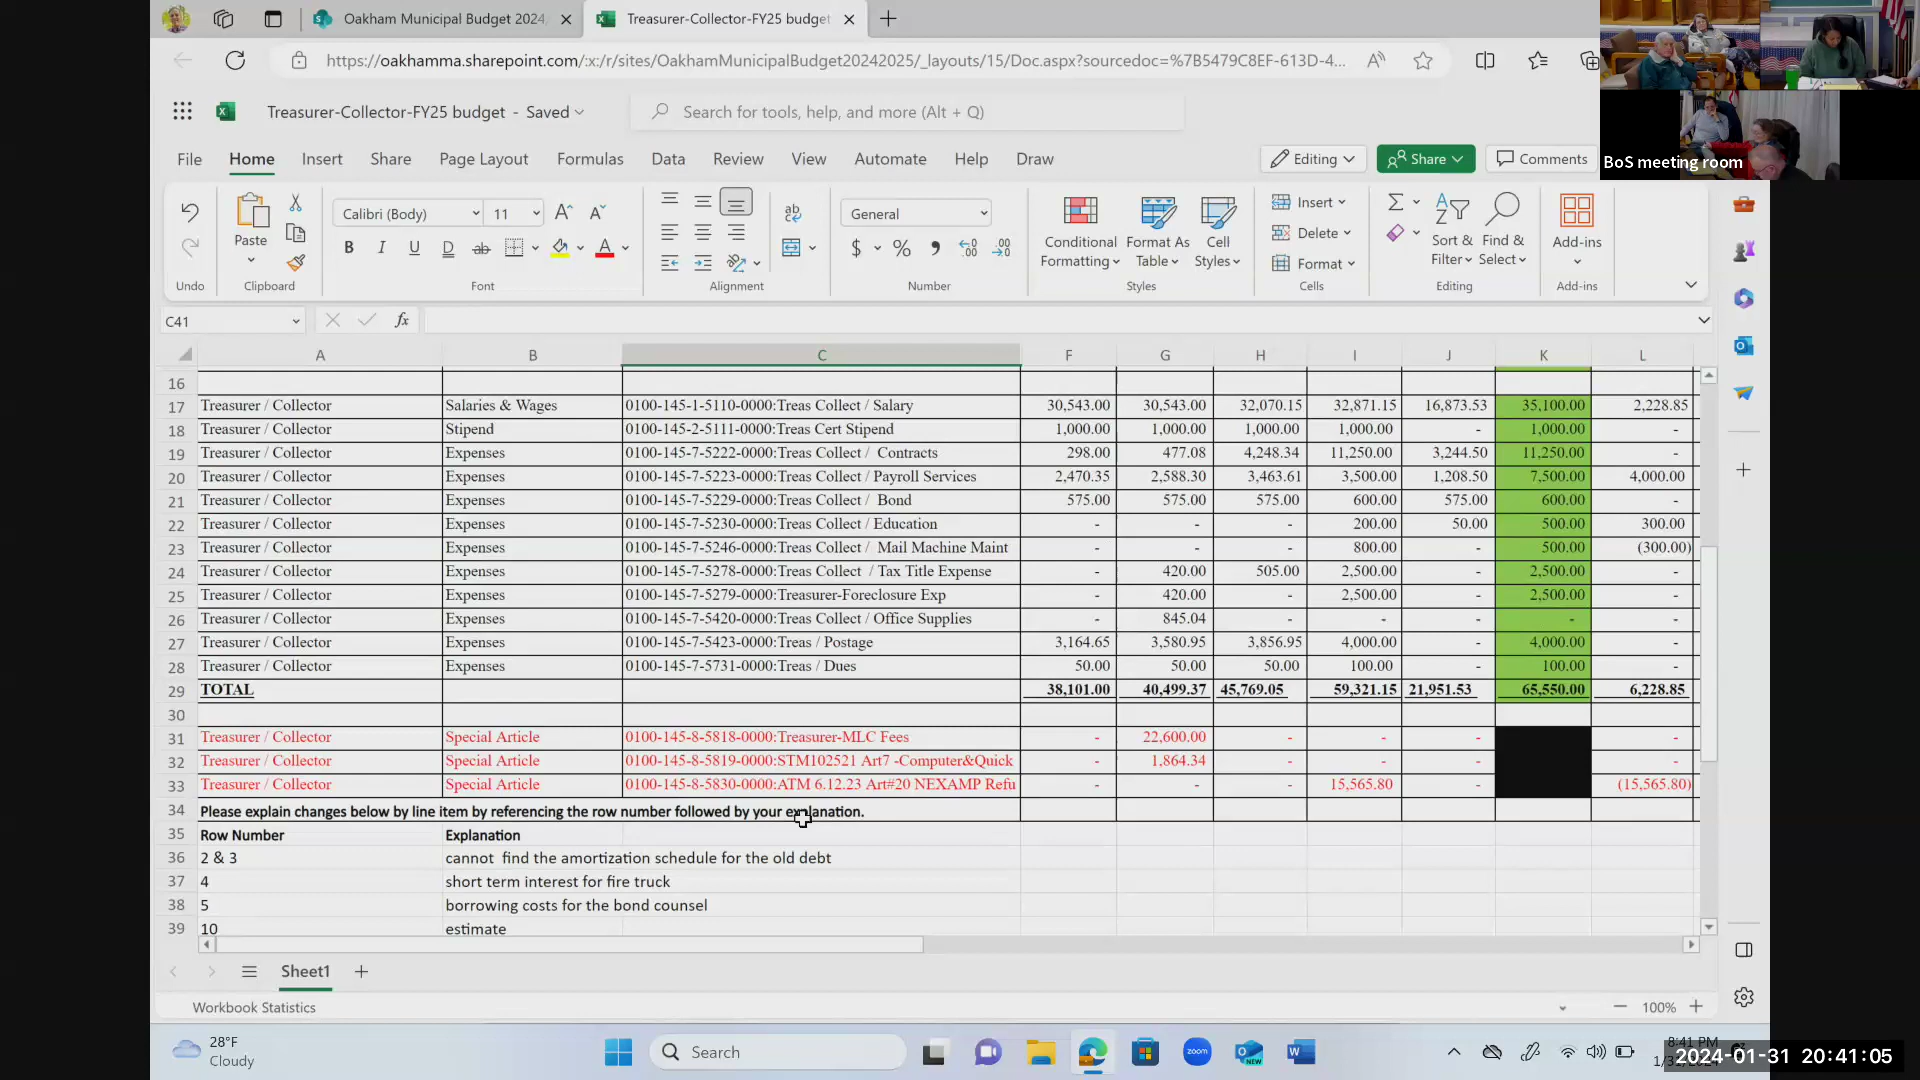 Oakham Municipal Budget 2024
Treasurer-Collector-FY25 budget
https://oakhamma.sharepoint.com/:x:/r/sites/OakhamMunicipalBudget20242025/_layouts/15/Doc.aspx?sourcedoc=%7B5479C8EF-613D-4...
Treasurer-Collector-FY25 budget - Saved
Search for tools, help, and more (Alt + Q)
BoS meeting room
File Home Insert Share Page Layout Formulas Data Review View Automate Help Draw Editing Share Comments
Calibri (Body) 11 General
Paste Conditional Formatting Format As Table Cell Styles Insert Delete Format Sort & Filter Find & Select Add-ins
Undo Clipboard Font Alignment Number Styles Cells Editing Add-ins
C41 fx
A B C F G H I J K L
16
17 Treasurer / Collector Salaries & Wages 0100-145-1-5110-0000:Treas Collect / Salary 30,543.00 30,543.00 32,070.15 32,871.15 16,873.53 35,100.00 2,228.85
18 Treasurer / Collector Stipend 0100-145-2-5111-0000:Treas Cert Stipend 1,000.00 1,000.00 1,000.00 1,000.00 - 1,000.00 -
19 Treasurer / Collector Expenses 0100-145-7-5222-0000:Treas Collect / Contracts 298.00 477.08 4,248.34 11,250.00 3,244.50 11,250.00 -
20 Treasurer / Collector Expenses 0100-145-7-5223-0000:Treas Collect / Payroll Services 2,470.35 2,588.30 3,463.61 3,500.00 1,208.50 7,500.00 4,000.00
21 Treasurer / Collector Expenses 0100-145-7-5229-0000:Treas Collect / Bond 575.00 575.00 575.00 600.00 575.00 600.00 -
22 Treasurer / Collector Expenses 0100-145-7-5230-0000:Treas Collect / Education - - - 200.00 50.00 500.00 300.00
23 Treasurer / Collector Expenses 0100-145-7-5246-0000:Treas Collect / Mail Machine Maint - - - 800.00 - 500.00 (300.00)
24 Treasurer / Collector Expenses 0100-145-7-5278-0000:Treas Collect / Tax Title Expense - 420.00 505.00 2,500.00 - 2,500.00 -
25 Treasurer / Collector Expenses 0100-145-7-5279-0000:Treasurer-Foreclosure Exp - 420.00 - 2,500.00 - 2,500.00 -
26 Treasurer / Collector Expenses 0100-145-7-5420-0000:Treas Collect / Office Supplies - 845.04 - - - - -
27 Treasurer / Collector Expenses 0100-145-7-5423-0000:Treas / Postage 3,164.65 3,580.95 3,856.95 4,000.00 - 4,000.00 -
28 Treasurer / Collector Expenses 0100-145-7-5731-0000:Treas / Dues 50.00 50.00 50.00 100.00 - 100.00 -
29 TOTAL 38,101.00 40,499.37 45,769.05 59,321.15 21,951.53 65,550.00 6,228.85
30
31 Treasurer / Collector Special Article 0100-145-8-5818-0000:Treasurer-MLC Fees - 22,600.00 - - - -
32 Treasurer / Collector Special Article 0100-145-8-5819-0000:STM102521 Art7 -Computer&Quick - 1,864.34 - - - -
33 Treasurer / Collector Special Article 0100-145-8-5830-0000:ATM 6.12.23 Art#20 NEXAMP Refu - - - 15,565.80 - (15,565.80)
34 Please explain changes below by line item by referencing the row number followed by your explanation.
35 Row Number Explanation
36 2 & 3 cannot find the amortization schedule for the old debt
37 4 short term interest for fire truck
38 5 borrowing costs for the bond counsel
39 10 estimate
Sheet1
Workbook Statistics 100%
28°F
Cloudy
Search
zoom
NEW
8:41 PM
2024-01-31 20:41:05